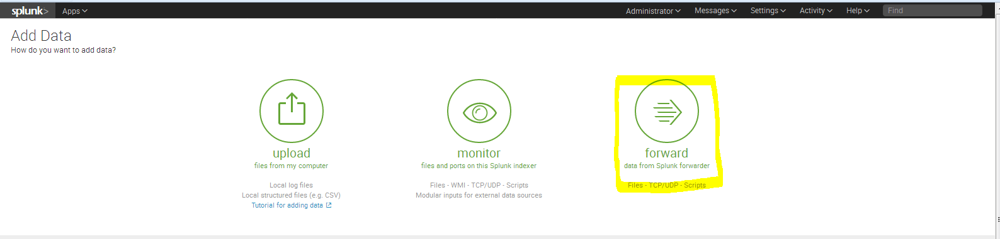 splunk> Apps Administrator Messages Settings Activity Help Find
Add Data
How do you want to add data?
upload
files from my computer
Local log files
Local structured files (e.g. CSV)
Tutorial for adding data
monitor
files and ports on this Splunk indexer
Files - WMI - TCP/UDP - Scripts
Modular inputs for external data sources
forward
data from Splunk forwarder
Files - TCP/UDP - Scripts